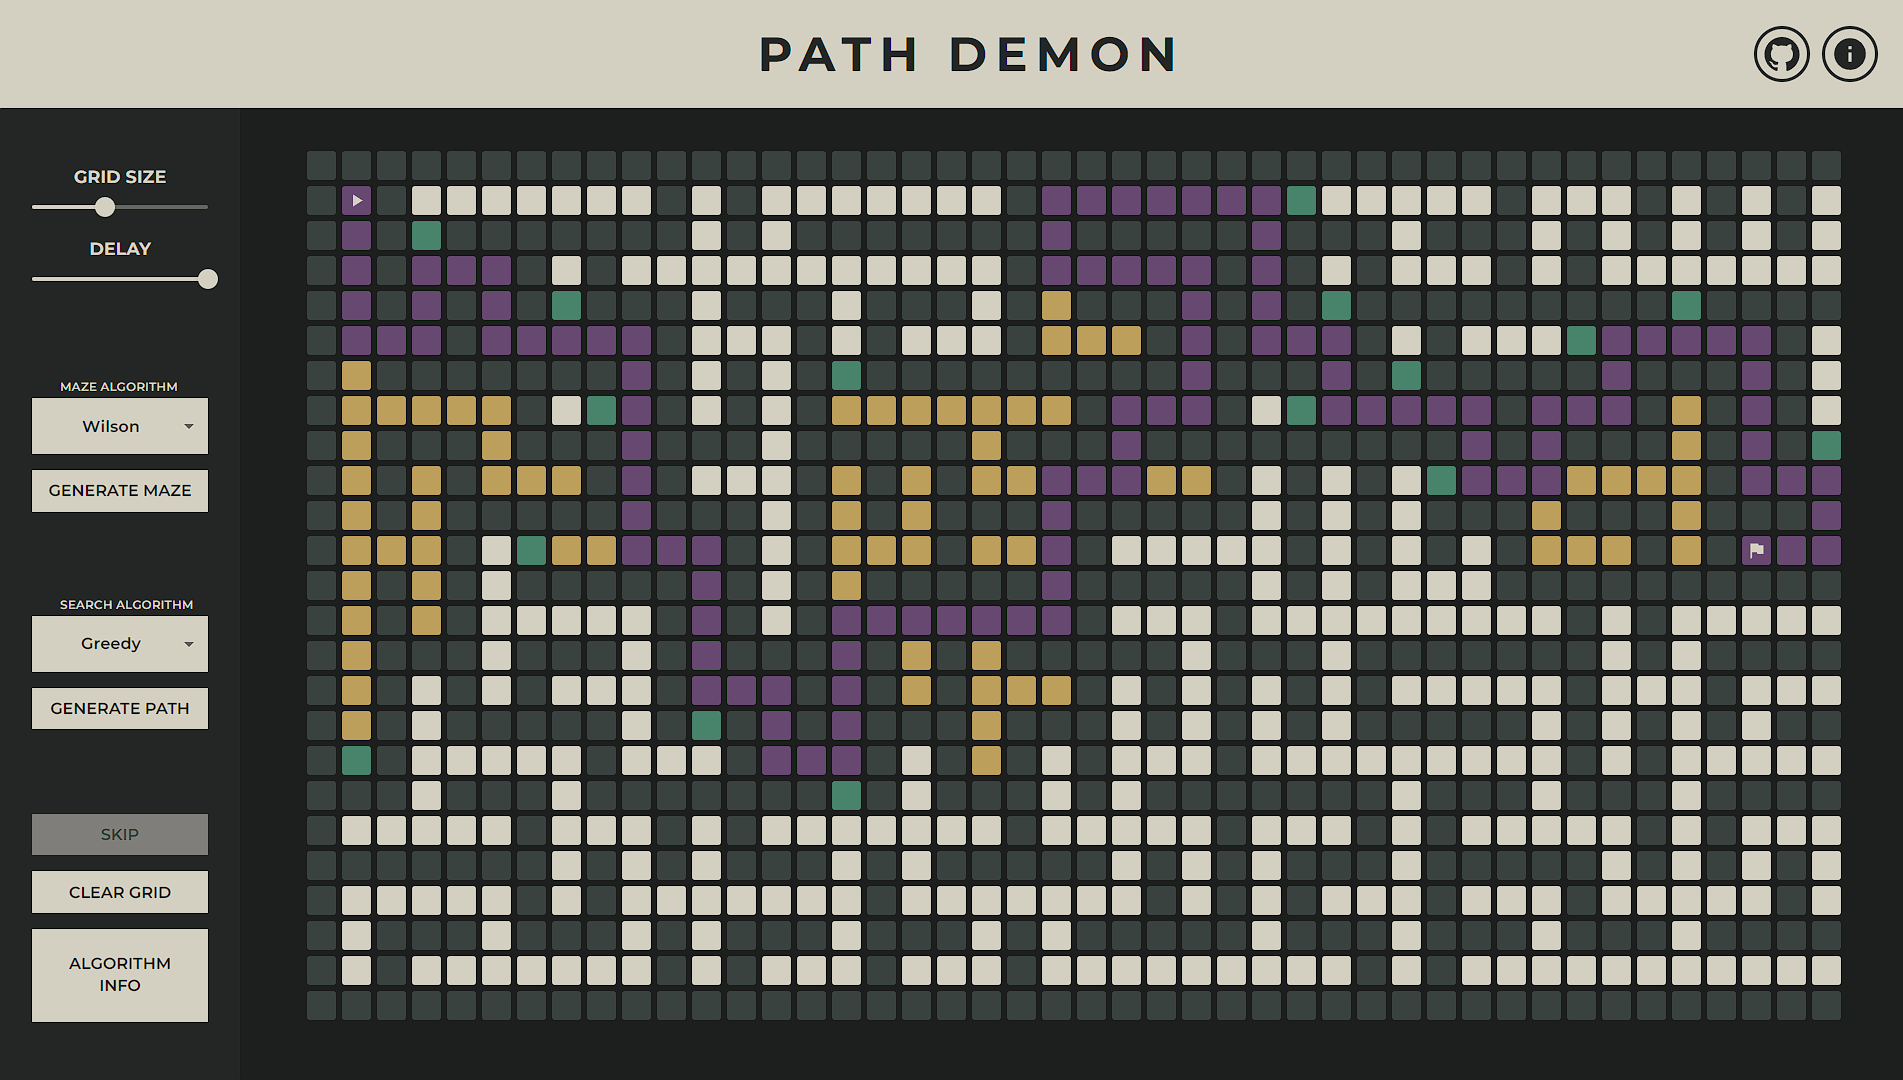 PATH DEMON
GRID SIZE
DELAY
MAZE ALGORITHM
Wilson
GENERATE MAZE
SEARCH ALGORITHM
Greedy
GENERATE PATH
SKIP
CLEAR GRID
ALGORITHM
INFO